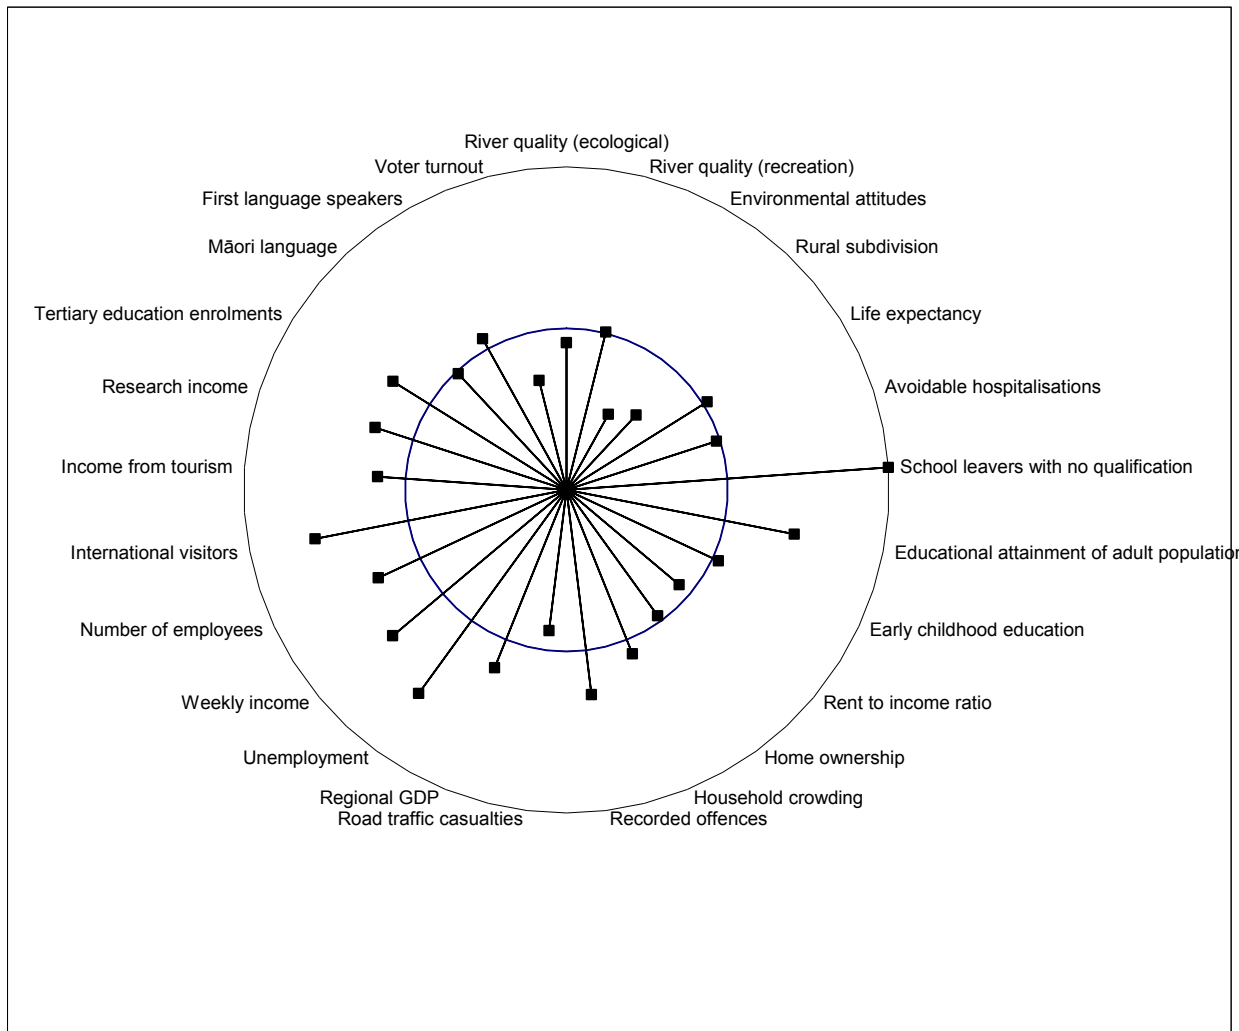 River quality (ecological)
River quality (recreation)
Environmental attitudes
Rural subdivision
Life expectancy
Avoidable hospitalisations
School leavers with no qualification
Educational attainment of adult population
Early childhood education
Rent to income ratio
Home ownership
Household crowding
Recorded offences
Road traffic casualties
Regional GDP
Unemployment
Weekly income
Number of employees
International visitors
Income from tourism
Research income
Tertiary education enrolments
Māori language
First language speakers
Voter turnout